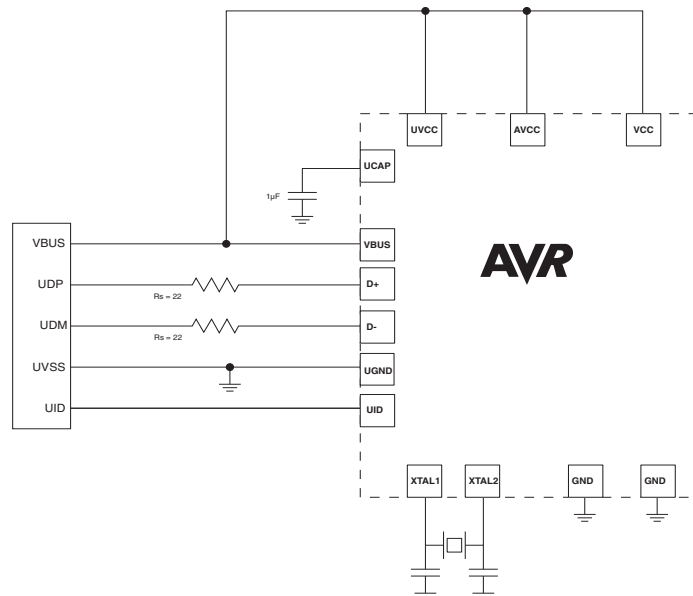 UVCC
AVCC
VCC
UCAP
1µF
VBUS
VBUS
AVR
UDP
D+
Rs = 22
UDM
D-
Rs = 22
UVSS
UGND
UID
UID
XTAL1
XTAL2
GND
GND